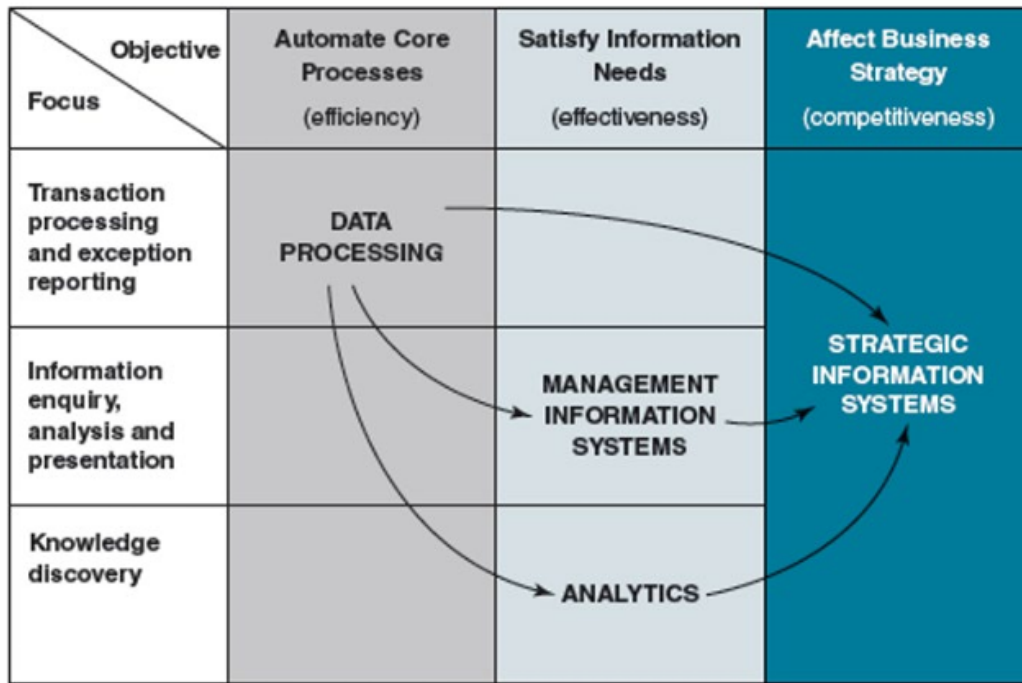 Objective
Focus
Automate Core
Processes
(efficiency)
Satisfy Information
Needs
(effectiveness)
Affect Business
Strategy
(competitiveness)
Transaction
processing
and exception
reporting
DATA
PROCESSING
Information
enquiry,
analysis and
presentation
MANAGEMENT
INFORMATION
SYSTEMS
STRATEGIC
INFORMATION
SYSTEMS
Knowledge
discovery
ANALYTICS